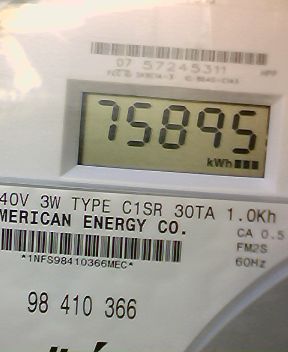 07 57245311
75895
kWh
40V 3W TYPE C1SR 30TA 1.0Kh
MERICAN ENERGY CO.
CA 0.5
FM2S
60Hz
*1NFS98410366MEC*
98 410 366